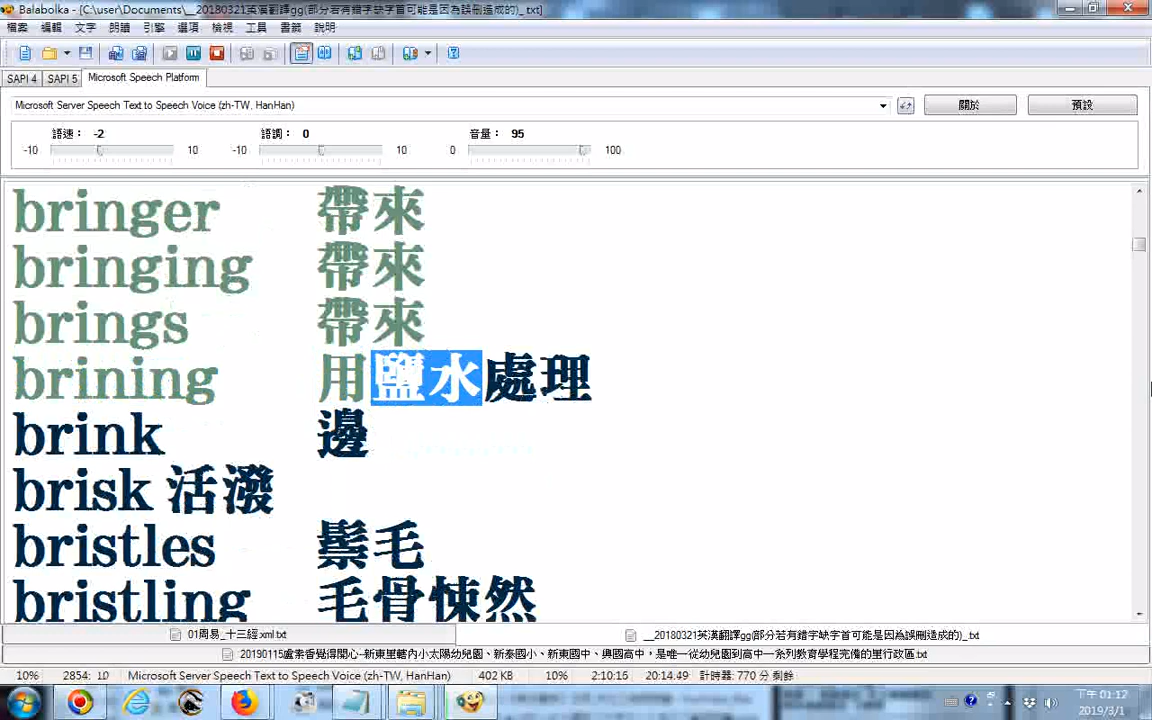 Balabolka - [C:\user\Documents\__20180321英漢翻譯gg(部分若有錯字缺字首可能是因為誤刪造成的)_.txt]
檔案 編輯 文字 朗讀 引擎 選項 檢視 工具 書籤 說明
SAPI 4 SAPI 5 Microsoft Speech Platform
Microsoft Server Speech Text to Speech Voice (zh-TW, HanHan) 關於 預設
語速： -2 語調： 0 音量： 95
-10 10 -10 10 0 100
bringer 帶來
bringing 帶來
brings 帶來
brining 用鹽水處理
brink 邊
brisk 活潑
bristles 鬃毛
bristling 毛骨悚然
01周易_十三經.xml.txt __20180321英漢翻譯gg(部分若有錯字缺字首可能是因為誤刪造成的)_.txt
20190115盧素香覺得開心-新東里轄內小太陽幼兒園、新泰國小、新東國中、興國高中，是唯一從幼兒園到高中一系列教育學程完備的里行政區.txt
10% 2854: 10 Microsoft Server Speech Text to Speech Voice (zh-TW, HanHan) 402 KB 10% 2:10:15 20:14.49 計時器: 770 分 剩餘
下午 01:12
2019/3/1